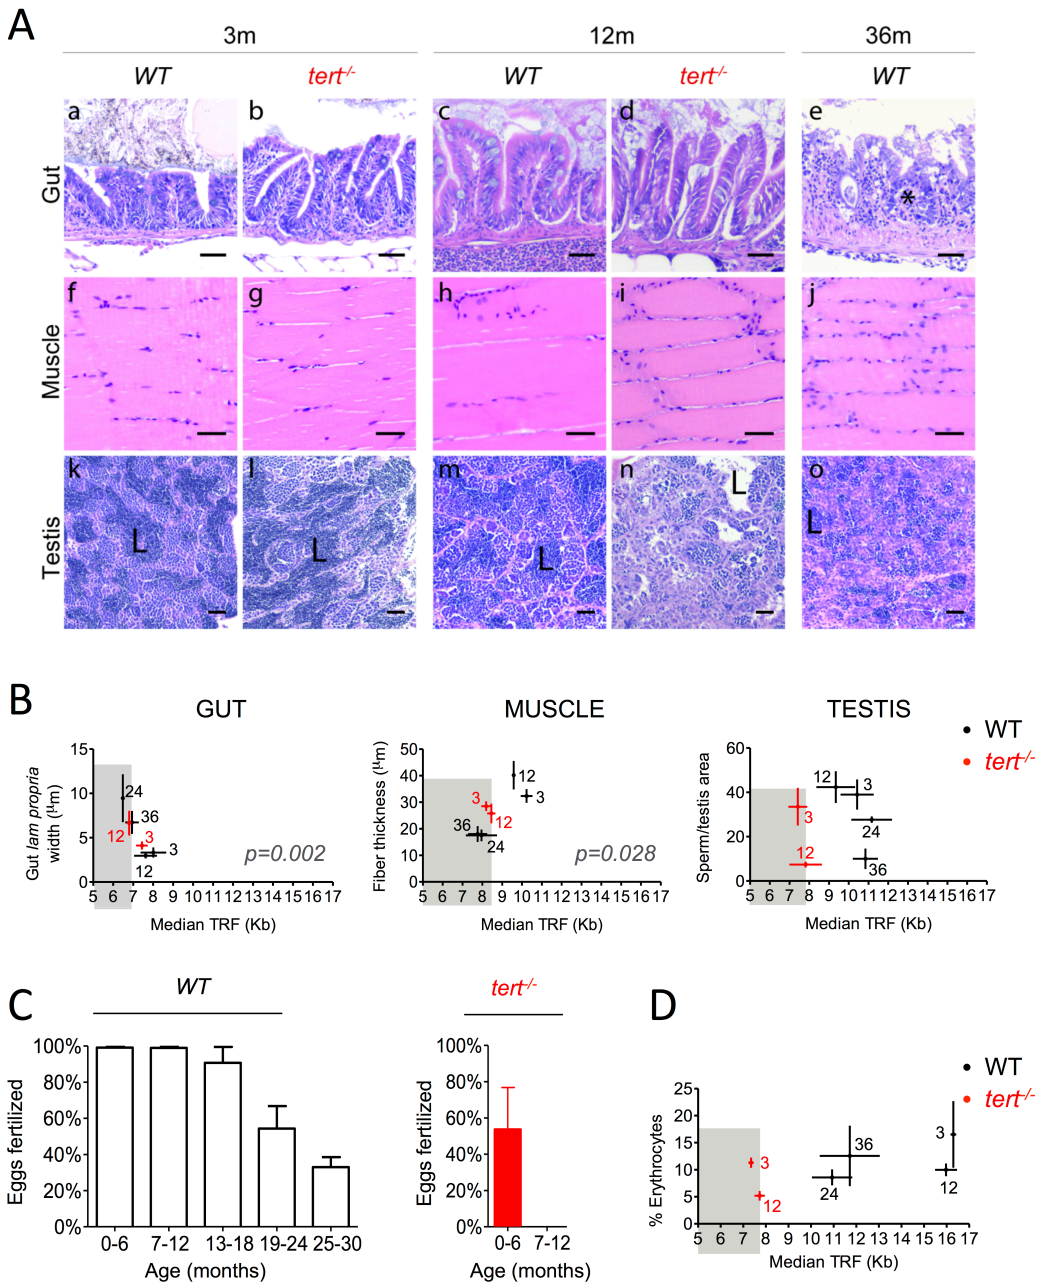 A
3m 12m 36m
WT tert-/- WT tert-/- WT
Gut
a b c d e
*
Muscle
f g h i j
Testis
k l m n o
L L L L L
B
GUT
Gut lam propria
width (µm)
15
10
5
0
5 6 7 8 9 10 11 12 13 14 15 16 17
Median TRF (Kb)
24
36
12
3
3
12
p=0.002
MUSCLE
Fiber thickness (µm)
50
40
30
20
10
0
5 6 7 8 9 10 11 12 13 14 15 16 17
Median TRF (Kb)
12
3
3
12
36
24
p=0.028
TESTIS
Sperm/testis area
60
40
20
0
5 6 7 8 9 10 11 12 13 14 15 16 17
Median TRF (Kb)
12
3
3
24
12
36
WT
tert-/-
C
WT
Eggs fertilized
100%
80%
60%
40%
20%
0%
0-6 7-12 13-18 19-24 25-30
Age (months)
tert-/-
Eggs fertilized
100%
80%
60%
40%
20%
0%
0-6 7-12
Age (months)
D
WT
tert-/-
% Erythrocytes
25
20
15
10
5
0
5 6 7 8 9 10 11 12 13 14 15 16 17
Median TRF (Kb)
3
36
3
24
12
12